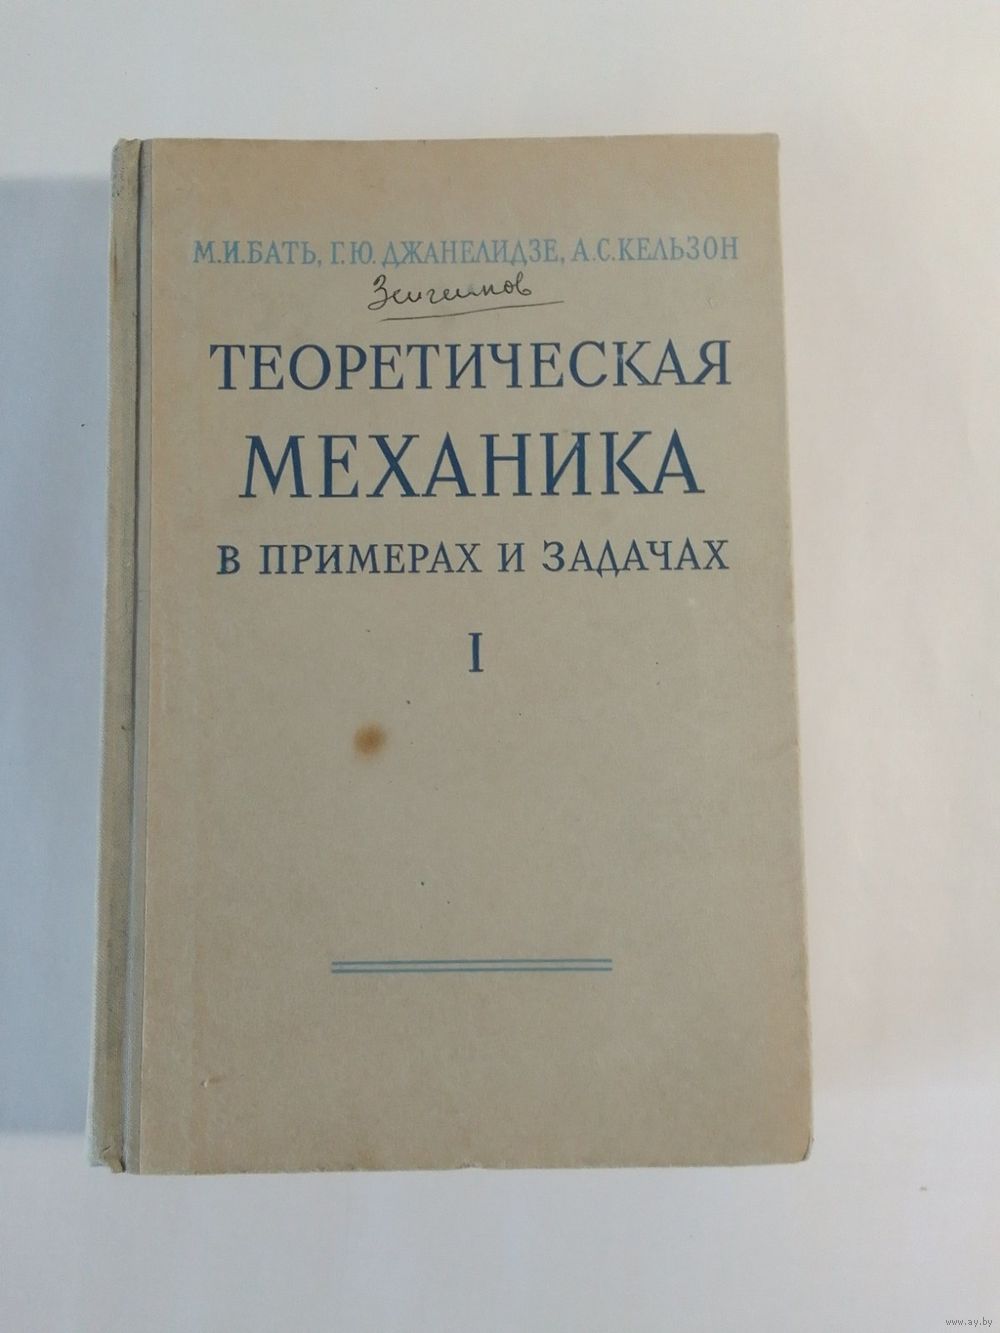 М.И.БАТЬ, Г.Ю.ДЖАНЕЛИДЗЕ, А.С.КЕЛЬЗОН
ТЕОРЕТИЧЕСКАЯ
МЕХАНИКА
В ПРИМЕРАХ И ЗАДАЧАХ
I
www.ay.by